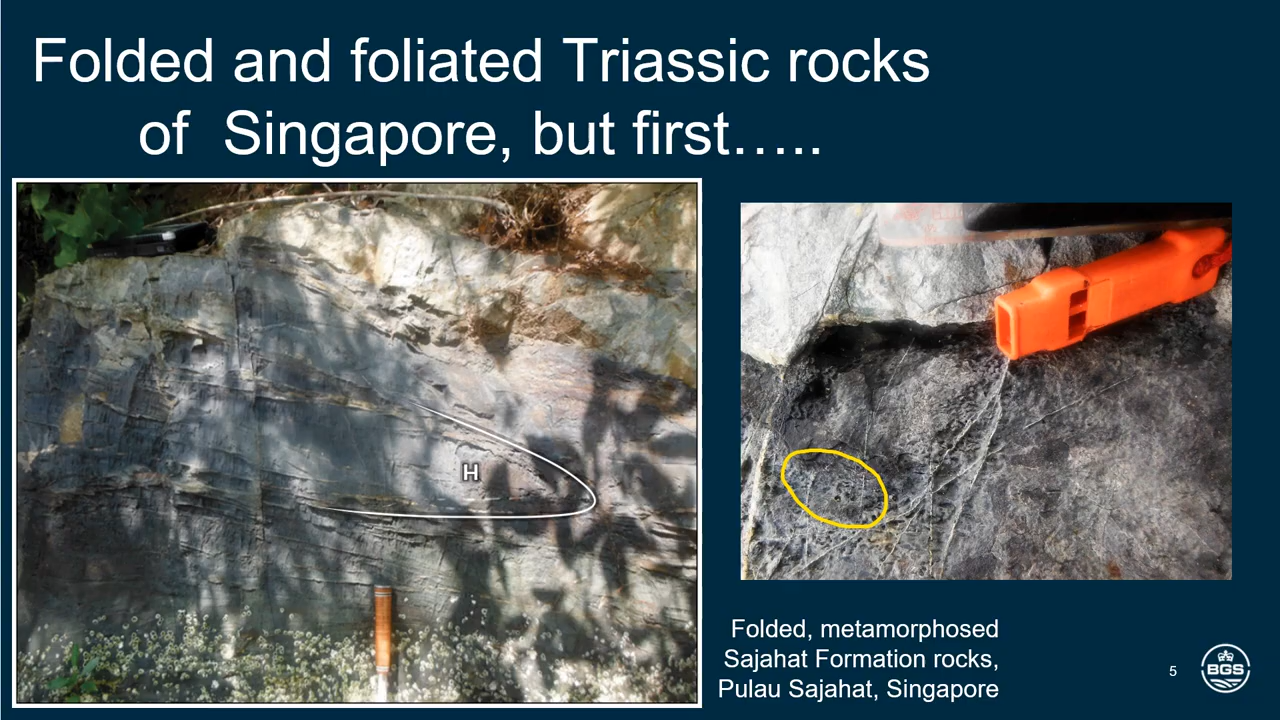 Folded and foliated Triassic rocks
of Singapore, but first…..
H
Folded, metamorphosed
Sajahat Formation rocks,
Pulau Sajahat, Singapore
5
BGS